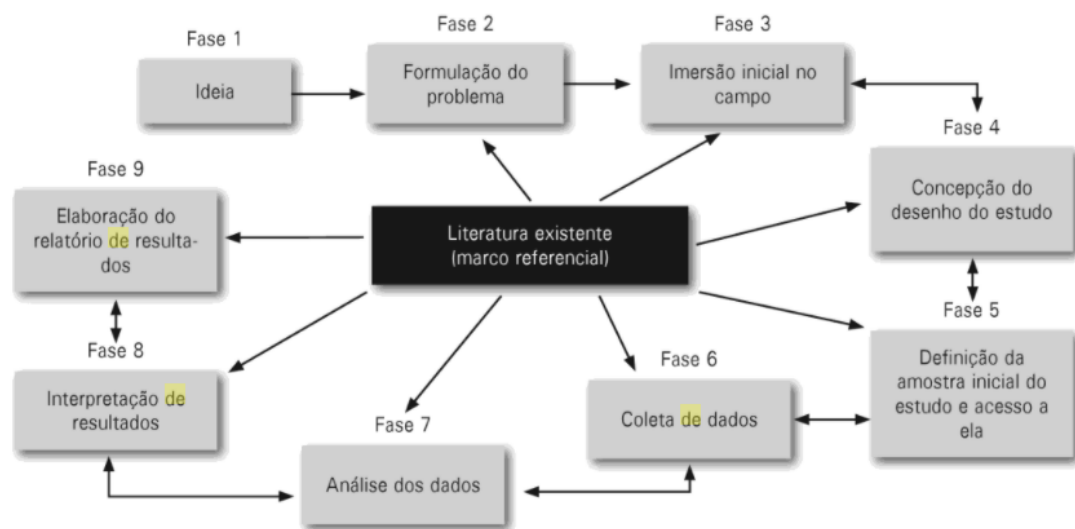 Fase 1
Ideia
Fase 2
Formulação do
problema
Fase 3
Imersão inicial no
campo
Fase 4
Concepção do
desenho do estudo
Fase 5
Definição da
amostra inicial do
estudo e acesso a
ela
Fase 6
Coleta de dados
Fase 7
Análise dos dados
Fase 8
Interpretação de
resultados
Fase 9
Elaboração do
relatório de resulta-
dos
Literatura existente
(marco referencial)